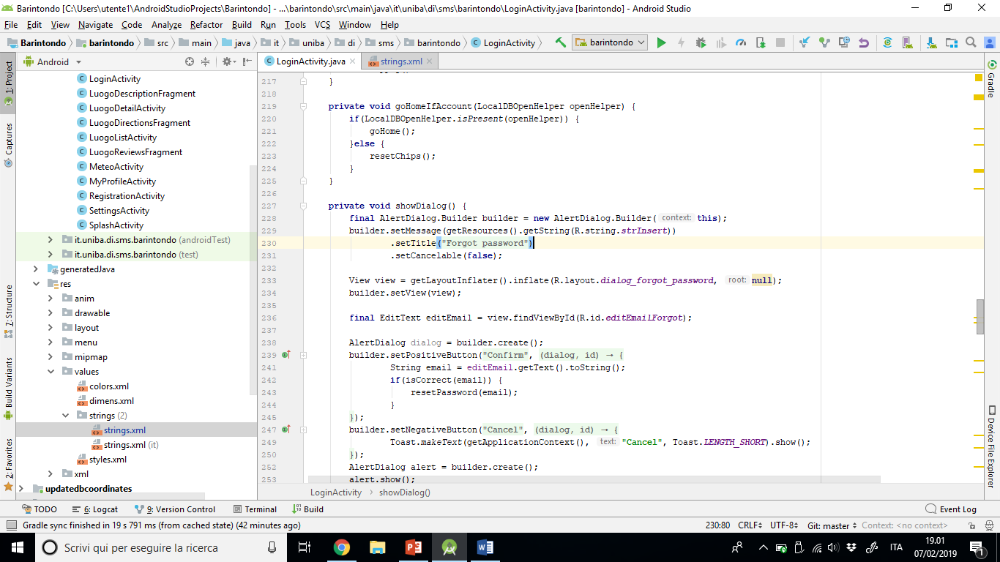 Barintondo [C:\Users\utente1\AndroidStudioProjects\Barintondo] - ...\barintondo\src\main\java\it\uniba\di\sms\barintondo\LoginActivity.java [barintondo] - Android Studio
File Edit View Navigate Code Analyze Refactor Build Run Tools VCS Window Help
Barintondo barintondo src main java it uniba di sms barintondo LoginActivity barintondo
1: Project
Captures
7: Structure
Build Variants
2: Favorites
Android
LoginActivity
LuogoDescriptionFragment
LuogoDetailActivity
LuogoDirectionsFragment
LuogoListActivity
LuogoReviewsFragment
MeteoActivity
MyProfileActivity
RegistrationActivity
SettingsActivity
SplashActivity
it.uniba.di.sms.barintondo (androidTest)
it.uniba.di.sms.barintondo (test)
generatedJava
res
anim
drawable
layout
menu
mipmap
values
colors.xml
dimens.xml
strings (2)
strings.xml
strings.xml (it)
styles.xml
xml
updatedbcoordinates
LoginActivity.java strings.xml
217 }
218
219 private void goHomeIfAccount(LocalDBOpenHelper openHelper) {
220 if(LocalDBOpenHelper.isPresent(openHelper)) {
221 goHome();
222 }else {
223 resetChips();
224 }
225 }
226
227 private void showDialog() {
228 final AlertDialog.Builder builder = new AlertDialog.Builder( context: this);
229 builder.setMessage(getResources().getString(R.string.strInsert))
230 .setTitle("Forgot password")
231 .setCancelable(false);
232
233 View view = getLayoutInflater().inflate(R.layout.dialog_forgot_password, root: null);
234 builder.setView(view);
235
236 final EditText editEmail = view.findViewById(R.id.editEmailForgot);
237
238 AlertDialog dialog = builder.create();
239 builder.setPositiveButton("Confirm", (dialog, id) → {
241 String email = editEmail.getText().toString();
242 if(isCorrect(email)) {
243 resetPassword(email);
244 }
245 });
247 builder.setNegativeButton("Cancel", (dialog, id) → {
249 Toast.makeText(getApplicationContext(), text: "Cancel", Toast.LENGTH_SHORT).show();
250 });
252 AlertDialog alert = builder.create();
253 alert.show();
LoginActivity showDialog()
Gradle
Device File Explorer
TODO 6: Logcat 9: Version Control Terminal Build Event Log
Gradle sync finished in 19 s 791 ms (from cached state) (42 minutes ago) 230:80 CRLF UTF-8 Git: master Context: <no context>
Scrivi qui per eseguire la ricerca ITA 19.01
07/02/2019 1